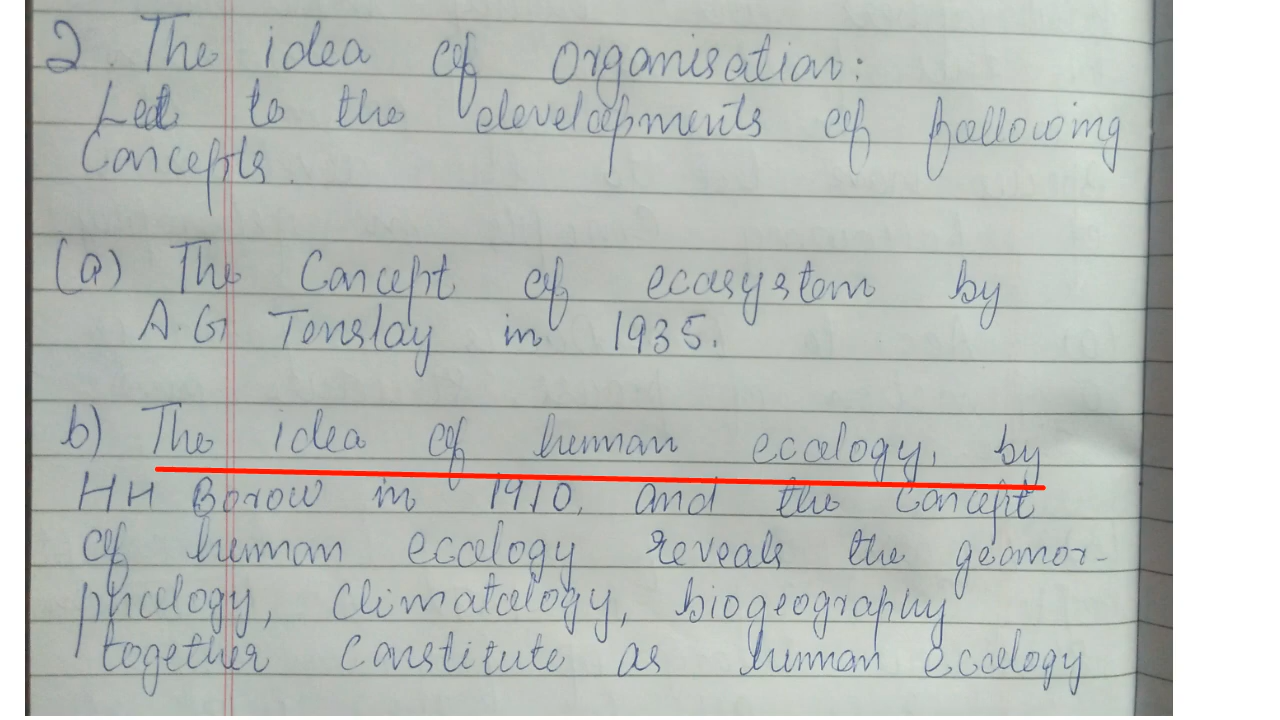 2. The idea of Organisation:
Led to the developments of following
Concepts.
(a) The Concept of ecosystem by
A.G Tonslay in 1935.
b) The idea of human ecology, by
HH Borow in 1910, and the concept
of human ecology reveals the geomor-
phology, climatology, biogeography
together constitute as human ecology